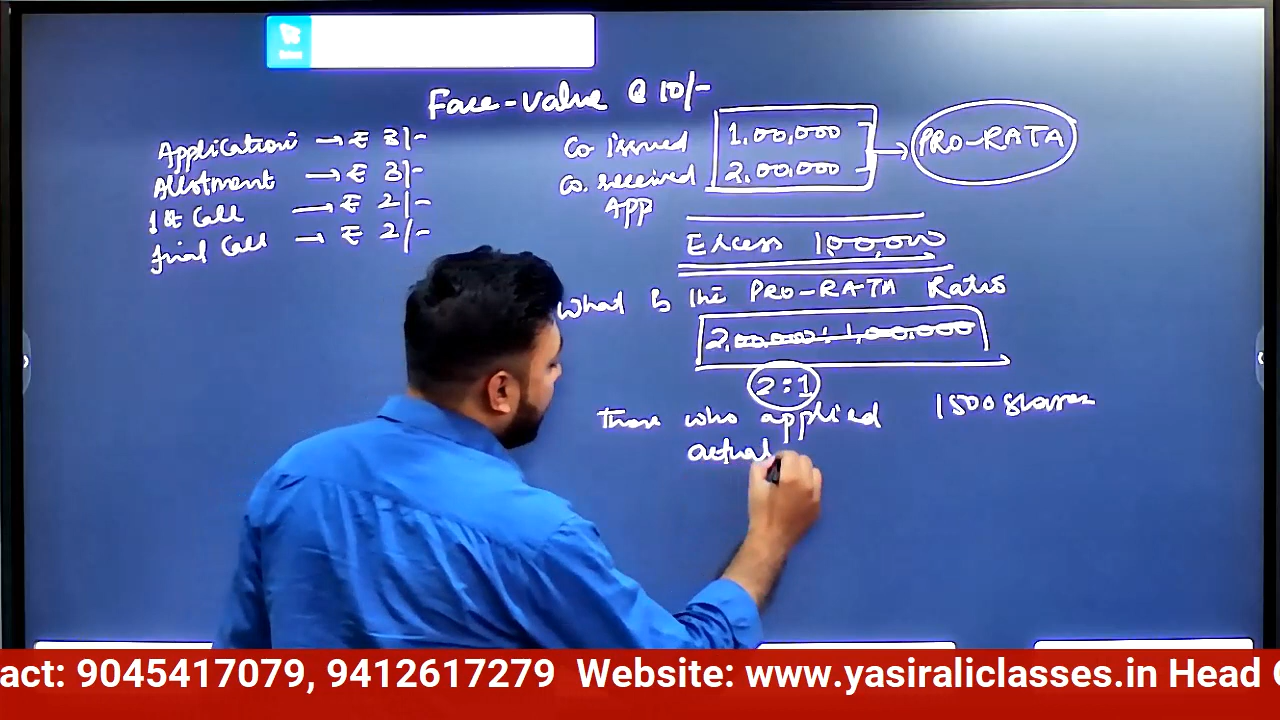 Face-Value @ 10/-
Application → ₹ 3/-
Allotment → ₹ 3/-
1st Call → ₹ 2/-
final Call → ₹ 2/-
Co issued 1,00,000
Co. received 2,00,000
App
PRO-RATA
Excess 1,00,000
What is the PRO-RATA Ratio
2,00,000 : 1,00,000
2:1
Those who applied 1500 shares
actual
act: 9045417079, 9412617279 Website: www.yasiraliclasses.in Head